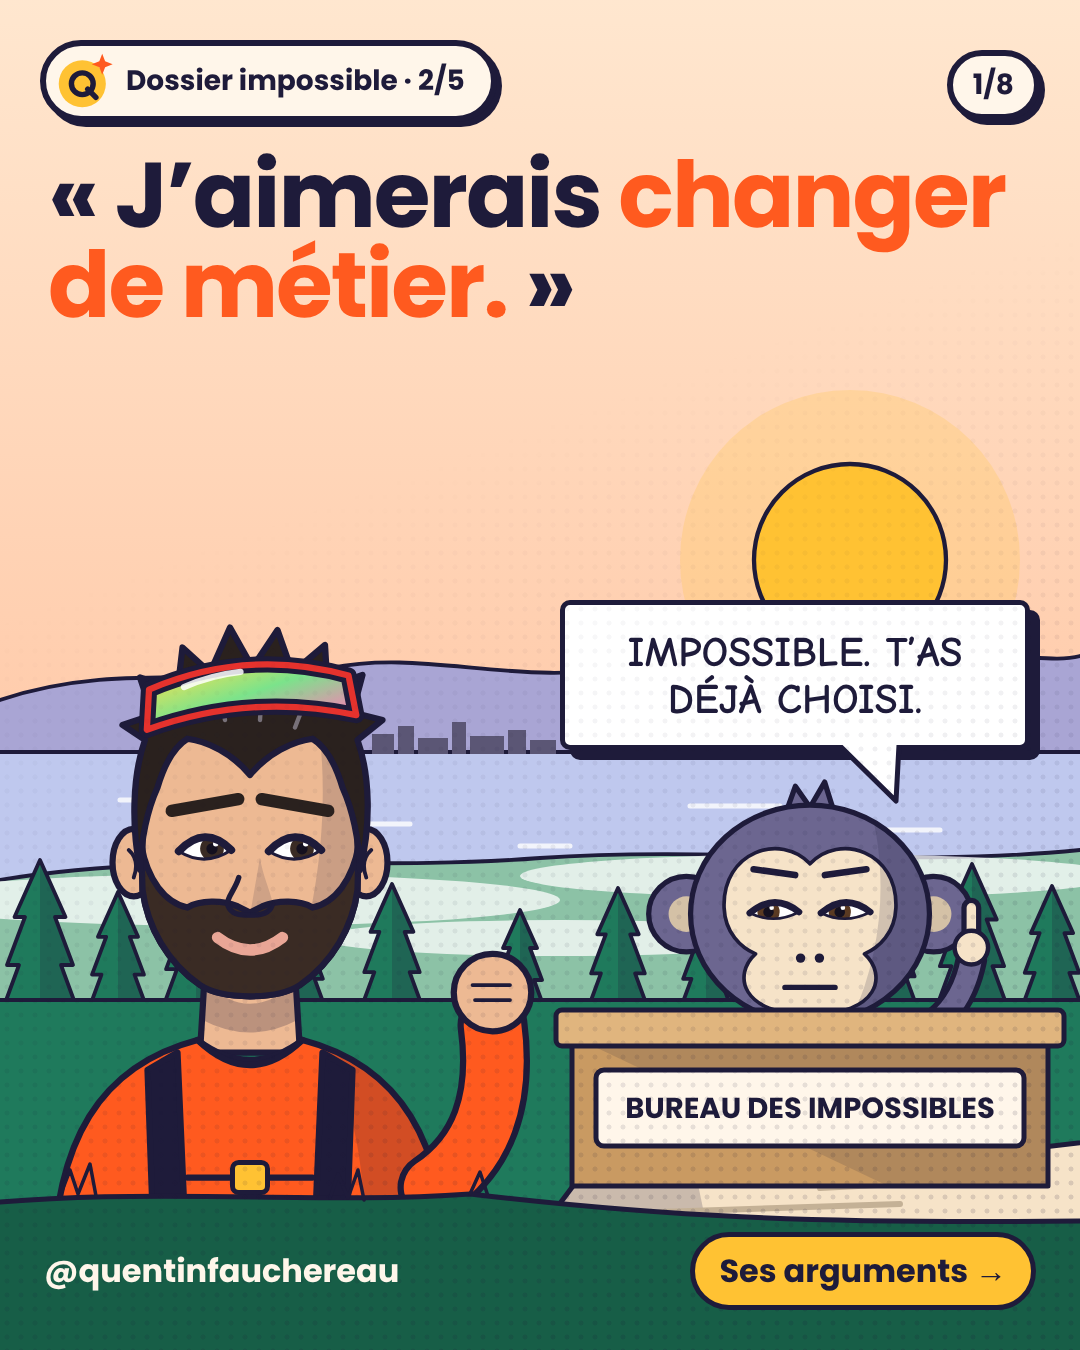 Q
Dossier impossible · 2/5
1/8
« J’aimerais changer
de métier. »
IMPOSSIBLE. T’AS
DÉJÀ CHOISI.
BUREAU DES IMPOSSIBLES
@quentinfauchereau
Ses arguments →